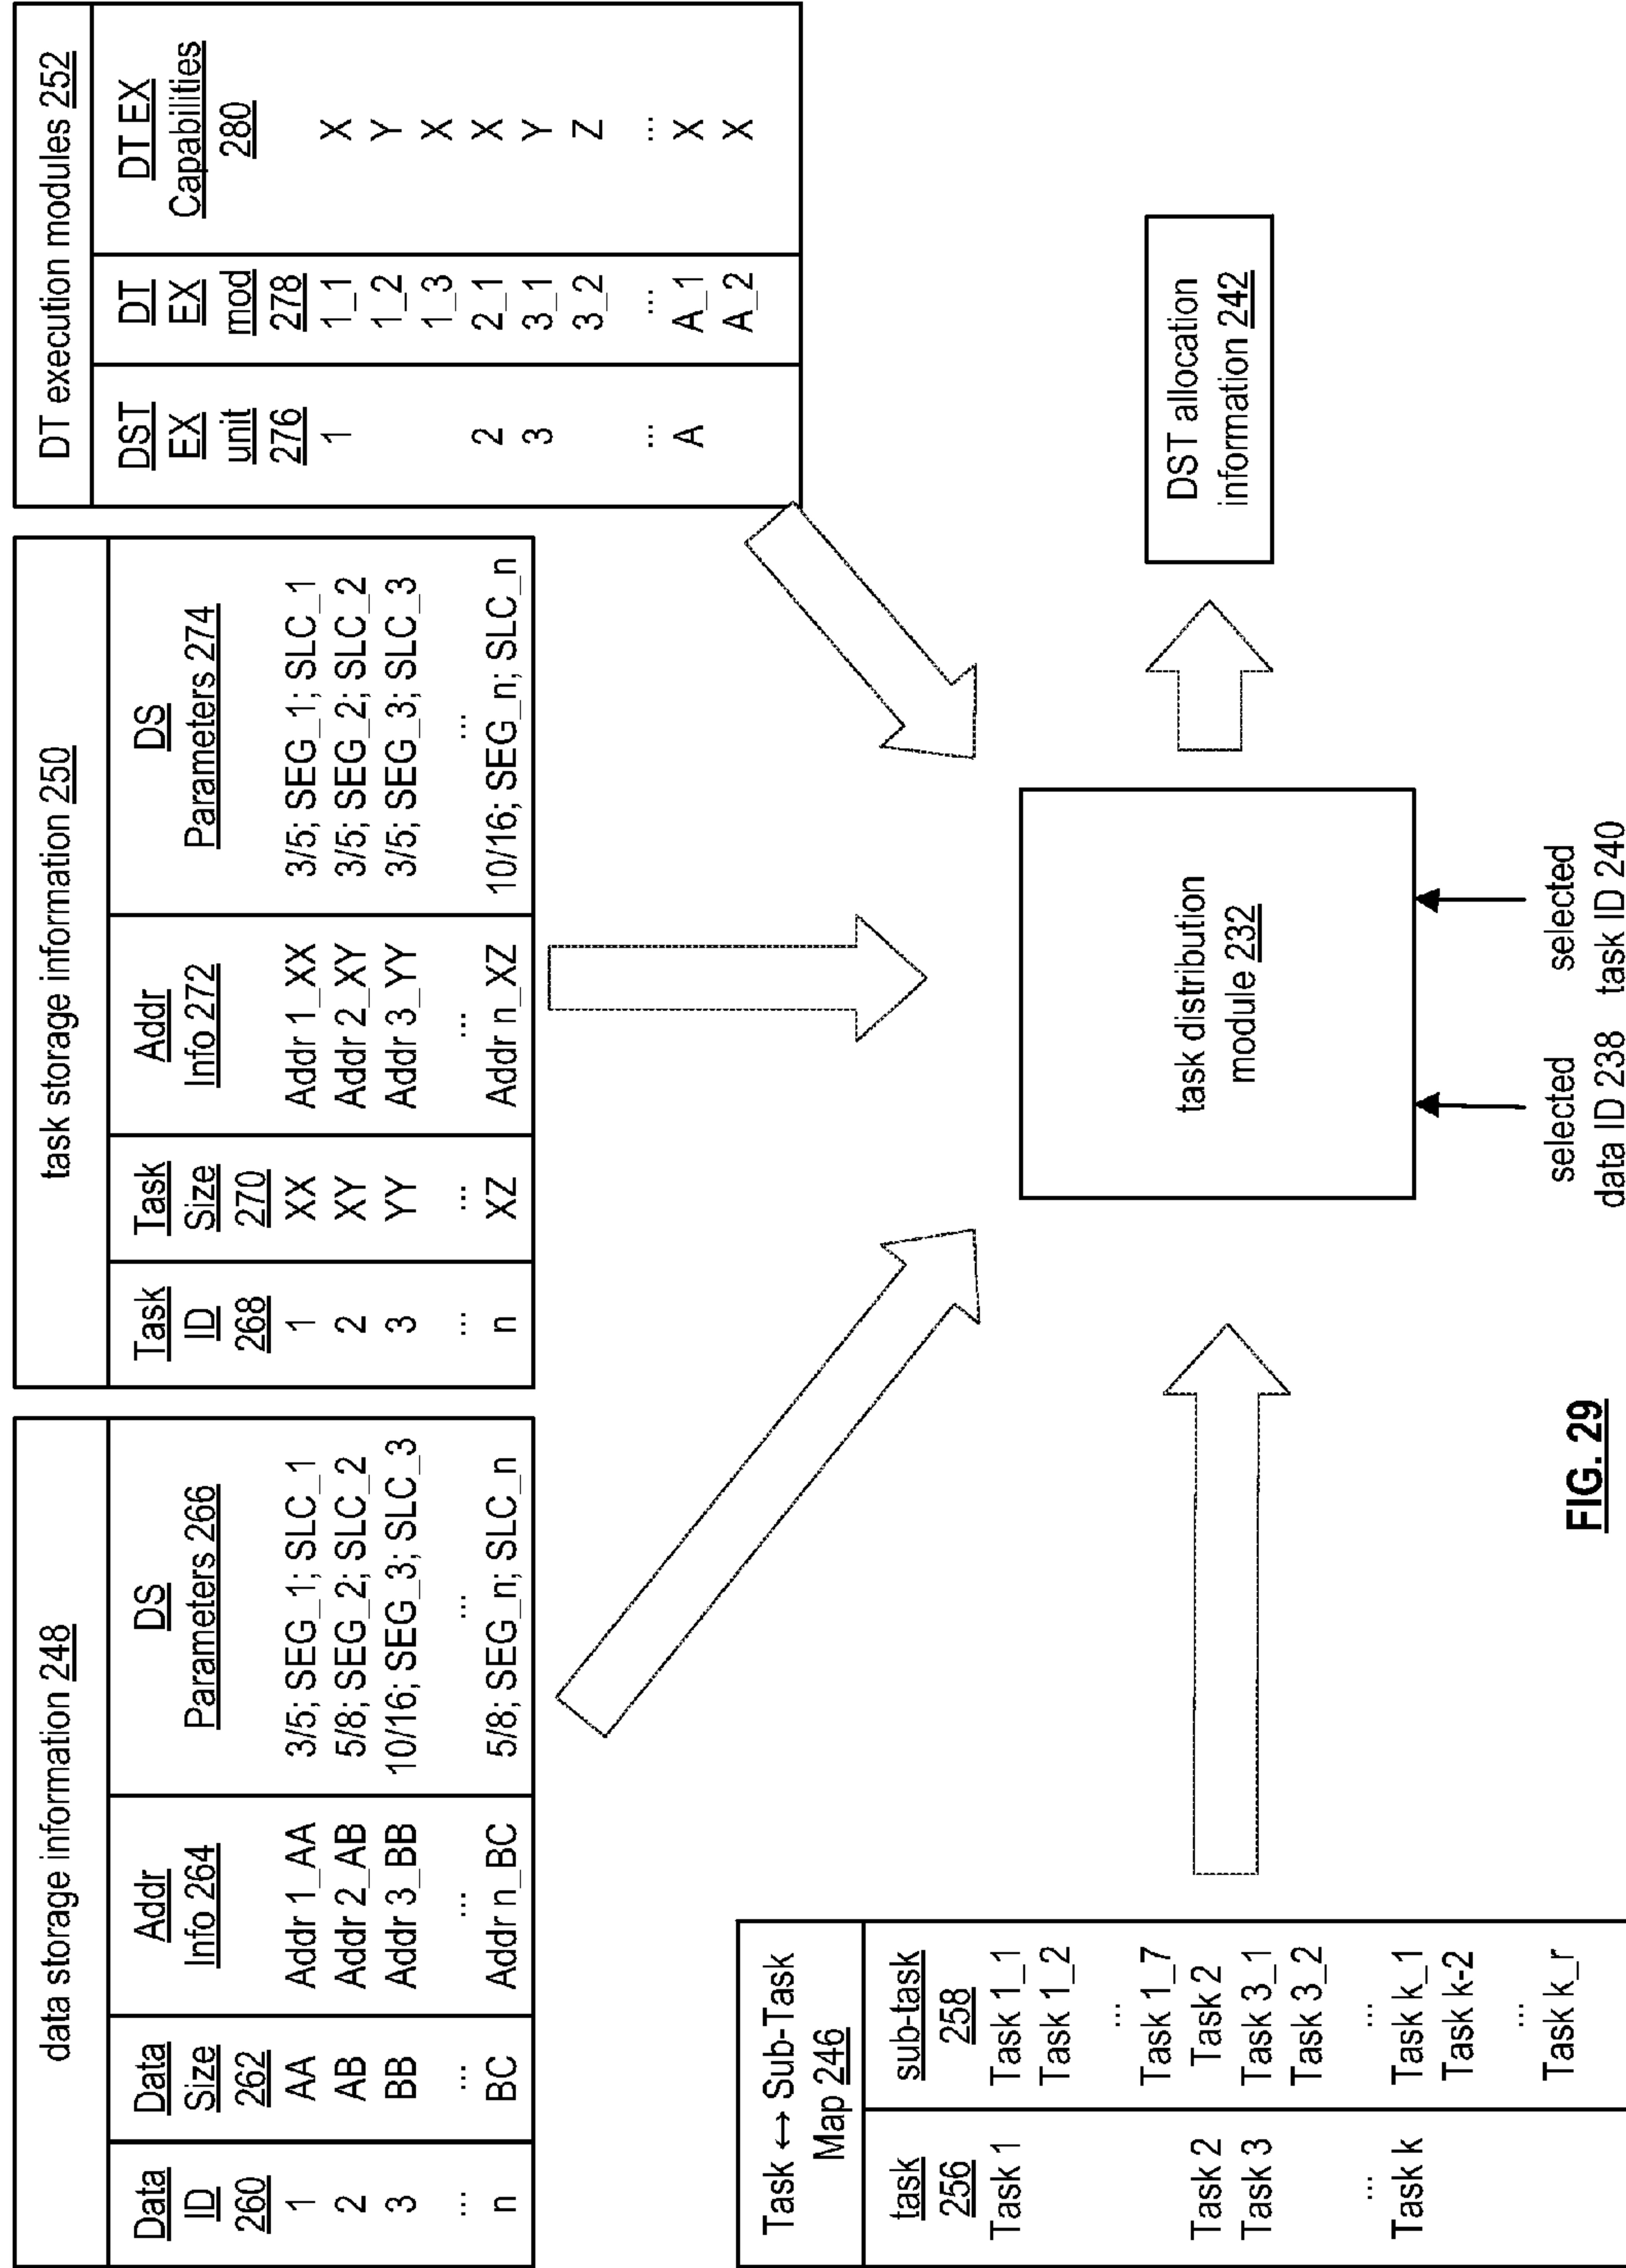 data storage information 248
Data ID 260 | Data Size 262 | Addr Info 264 | DS Parameters 266
1 | AA | Addr 1_AA | 3/5; SEG_1; SLC_1
2 | AB | Addr 2_AB | 5/8; SEG_2; SLC_2
3 | BB | Addr 3_BB | 10/16; SEG_3; SLC_3
... | ... | ... | ...
n | BC | Addr n_BC | 5/8; SEG_n; SLC_n
task storage information 250
Task ID 268 | Task Size 270 | Addr Info 272 | DS Parameters 274
1 | XX | Addr 1_XX | 3/5; SEG_1; SLC_1
2 | XY | Addr 2_XY | 3/5; SEG_2; SLC_2
3 | YY | Addr 3_YY | 3/5; SEG_3; SLC_3
... | ... | ... | ...
n | XZ | Addr n_XZ | 10/16; SEG_n; SLC_n
DT execution modules 252
DST EX unit 276 | DT EX mod 278 | DT EX Capabilities 280
1 | 1_1 | X
1_2 | Y
1_3 | X
2 | 2_1 | X
3 | 3_1 | Y
3_2 | Z
... | ... | ...
A | A_1 | X
A_2 | X
Task ↔ Sub-Task
Map 246
task 256 | sub-task 258
Task 1 | Task 1_1
Task 1_2
...
Task 1_7
Task 2 | Task 2
Task 3 | Task 3_1
Task 3_2
... | ...
Task k | Task k_1
Task k-2
...
Task k_r
task distribution
module 232
DST allocation
information 242
selected
data ID 238
selected
task ID 240
FIG. 29